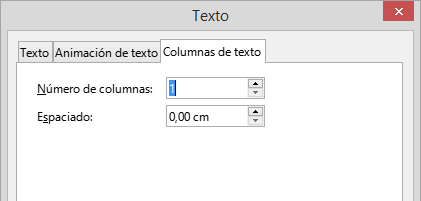 Texto
Texto Animación de texto Columnas de texto
Número de columnas: 1
Espaciado: 0,00 cm